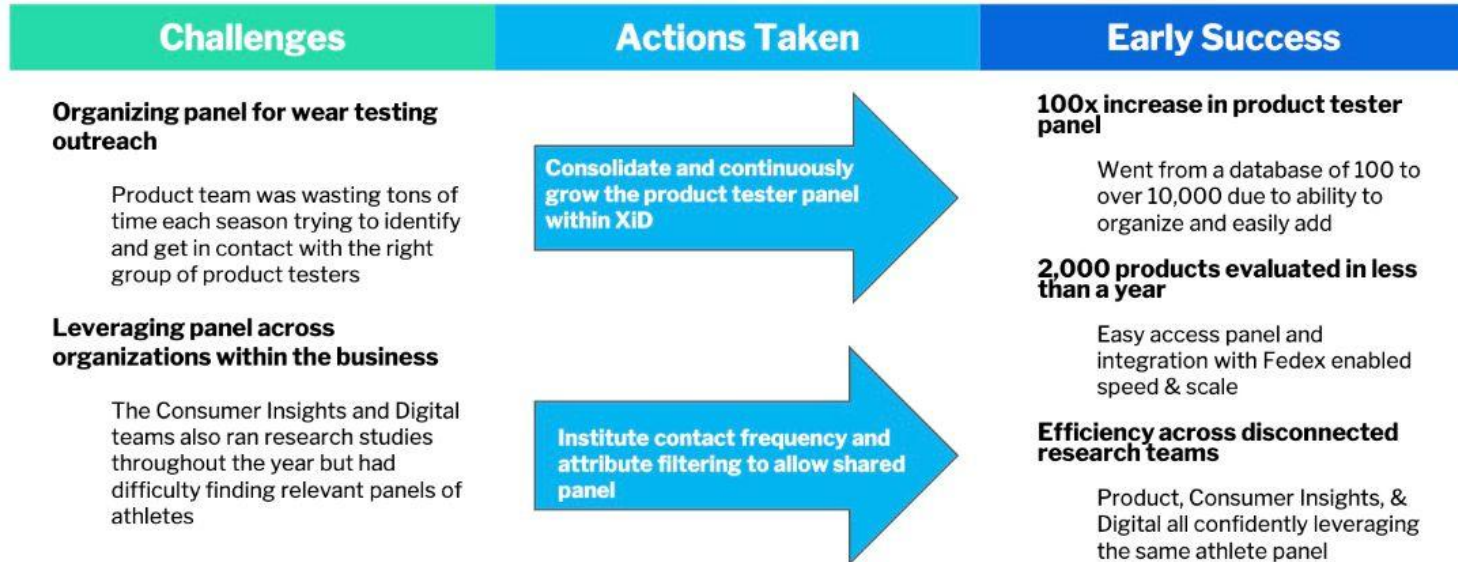 Challenges
Actions Taken
Early Success
Organizing panel for wear testing
outreach
Product team was wasting tons of
time each season trying to identify
and get in contact with the right
group of product testers
Leveraging panel across
organizations within the business
The Consumer Insights and Digital
teams also ran research studies
throughout the year but had
difficulty finding relevant panels of
athletes
Consolidate and continuously
grow the product tester panel
within XiD
Institute contact frequency and
attribute filtering to allow shared
panel
100x increase in product tester
panel
Went from a database of 100 to
over 10,000 due to ability to
organize and easily add
2,000 products evaluated in less
than a year
Easy access panel and
integration with Fedex enabled
speed & scale
Efficiency across disconnected
research teams
Product, Consumer Insights, &
Digital all confidently leveraging
the same athlete panel